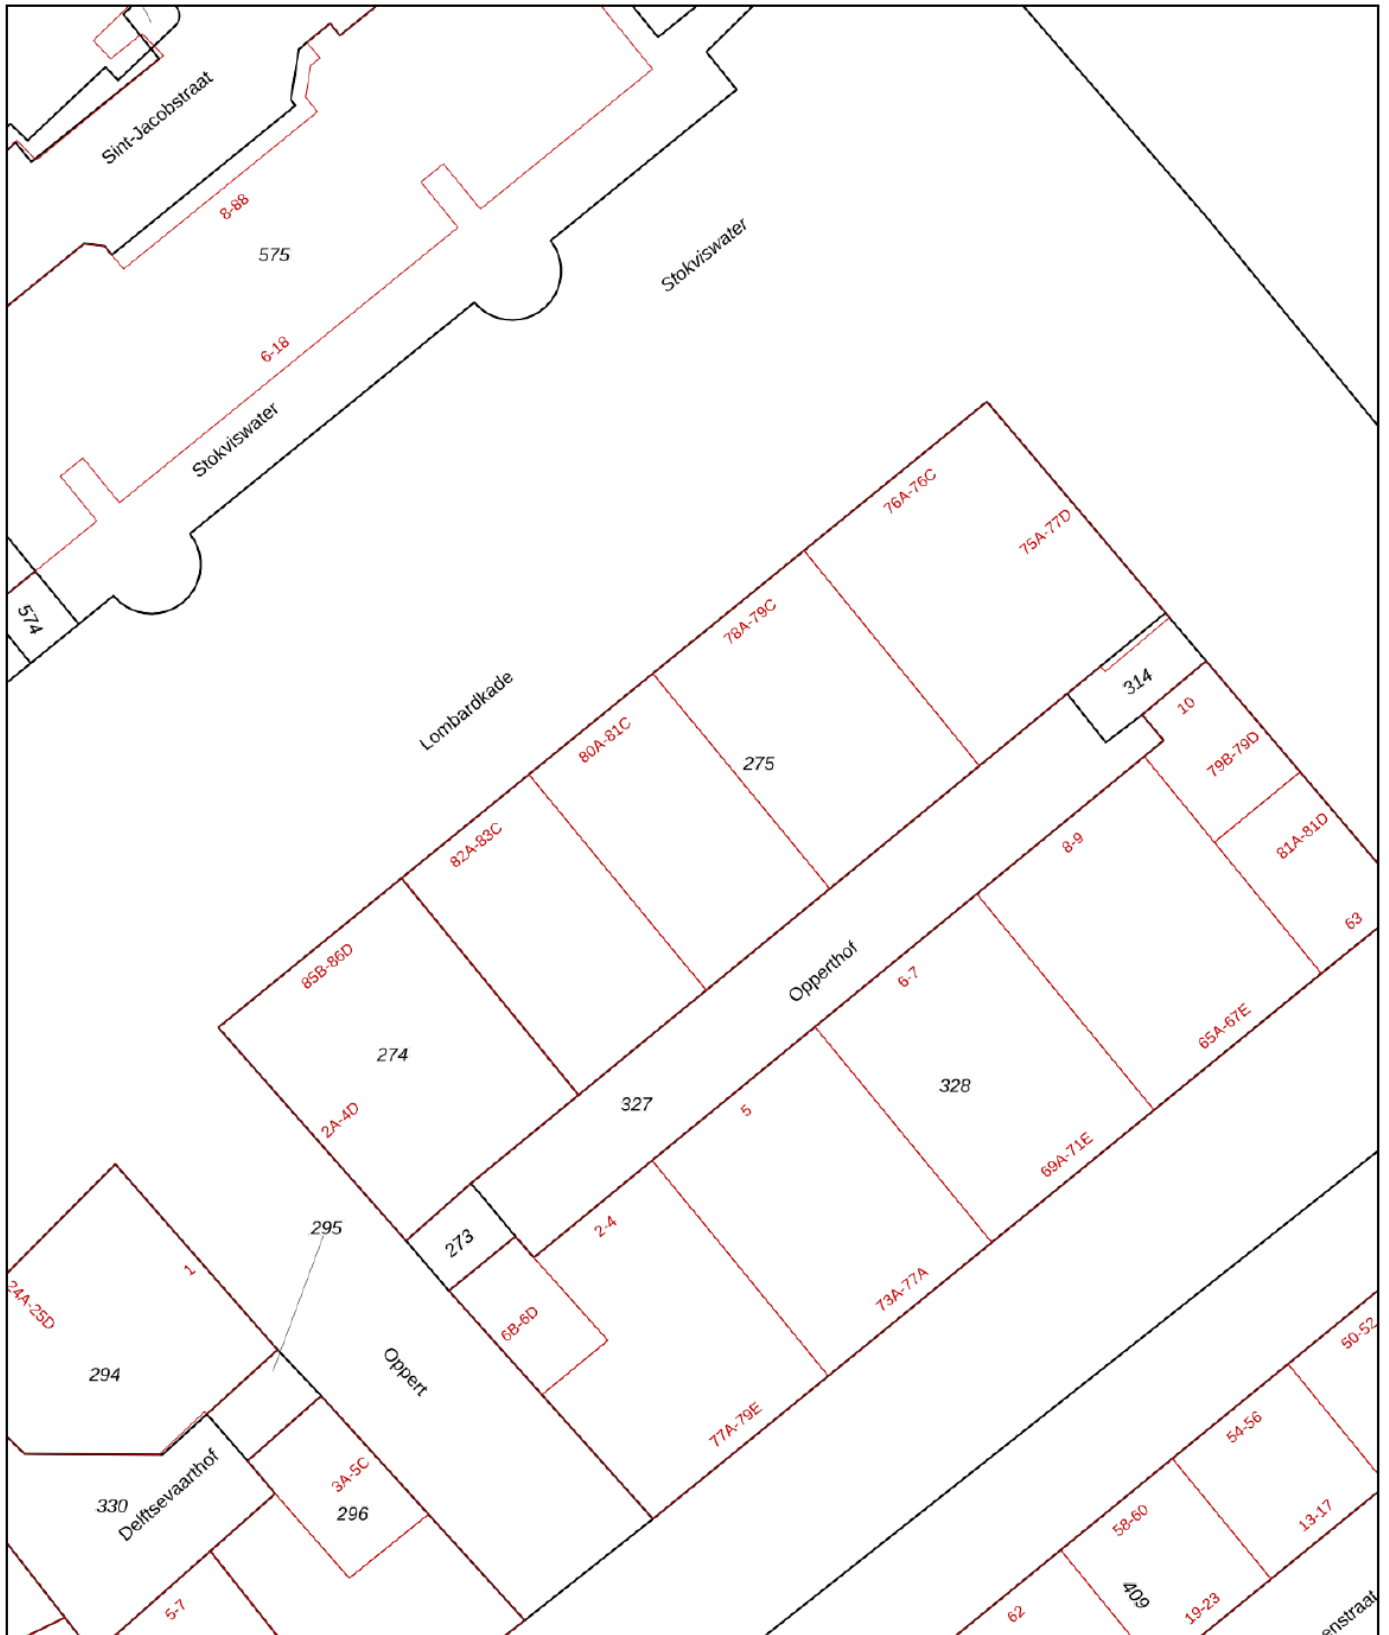 Sint-Jacobstraat
8-88
575
Stokviswater
6-18
Stokviswater
574
76A-76C
75A-77D
78A-79C
Lombardkade
314
80A-81C
275
10
79B-79D
82A-83C
81A-81D
8-9
63
85B-86D
Opperthof
6-7
274
65A-67E
2A-4D
327
5
328
69A-71E
295
273
2-4
1
24A-25D
73A-77A
6B-6D
50-52
294
Oppert
77A-79E
54-56
3A-5C
330
Delftsevaarthof
296
58-60
13-17
409
5-7
62
19-23
enstraat